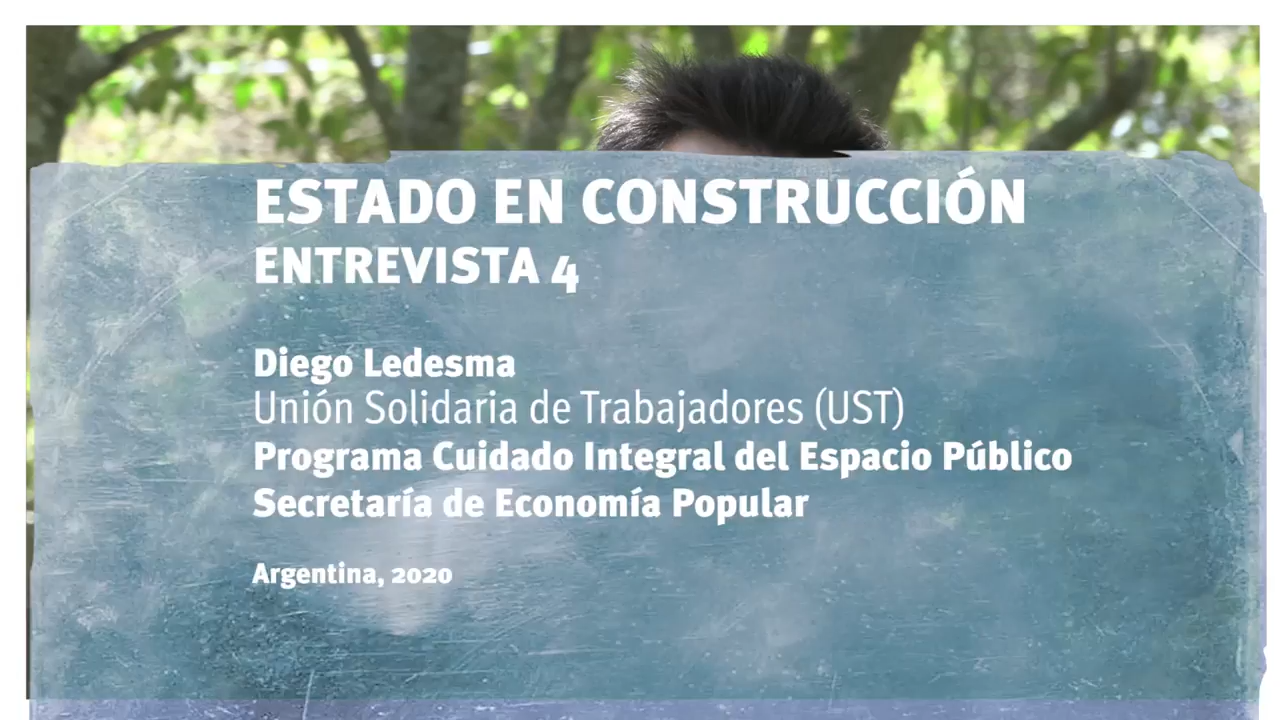 ESTADO EN CONSTRUCCIÓN
ENTREVISTA 4
Diego Ledesma
Unión Solidaria de Trabajadores (UST)
Programa Cuidado Integral del Espacio Público
Secretaría de Economía Popular
Argentina, 2020